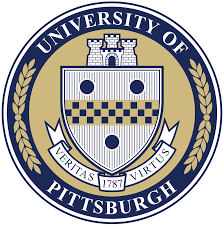 UNIVERSITY OF
PITTSBURGH
VERITAS VIRTUS
1787